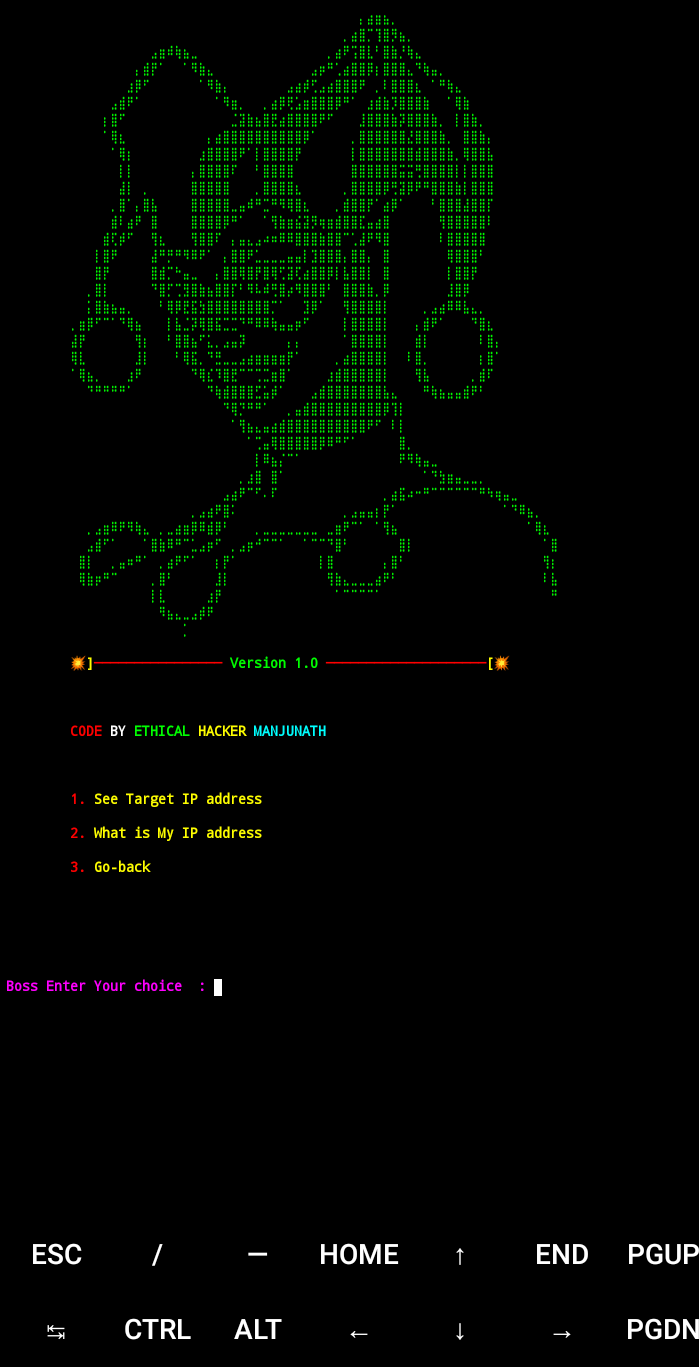 💥]──────────────── Version 1.0 ────────────────────[💥
CODE BY ETHICAL HACKER MANJUNATH
1. See Target IP address
2. What is My IP address
3. Go-back
Boss Enter Your choice  :
ESC / — HOME ↑ END PGUP
↹ CTRL ALT ← ↓ → PGDN